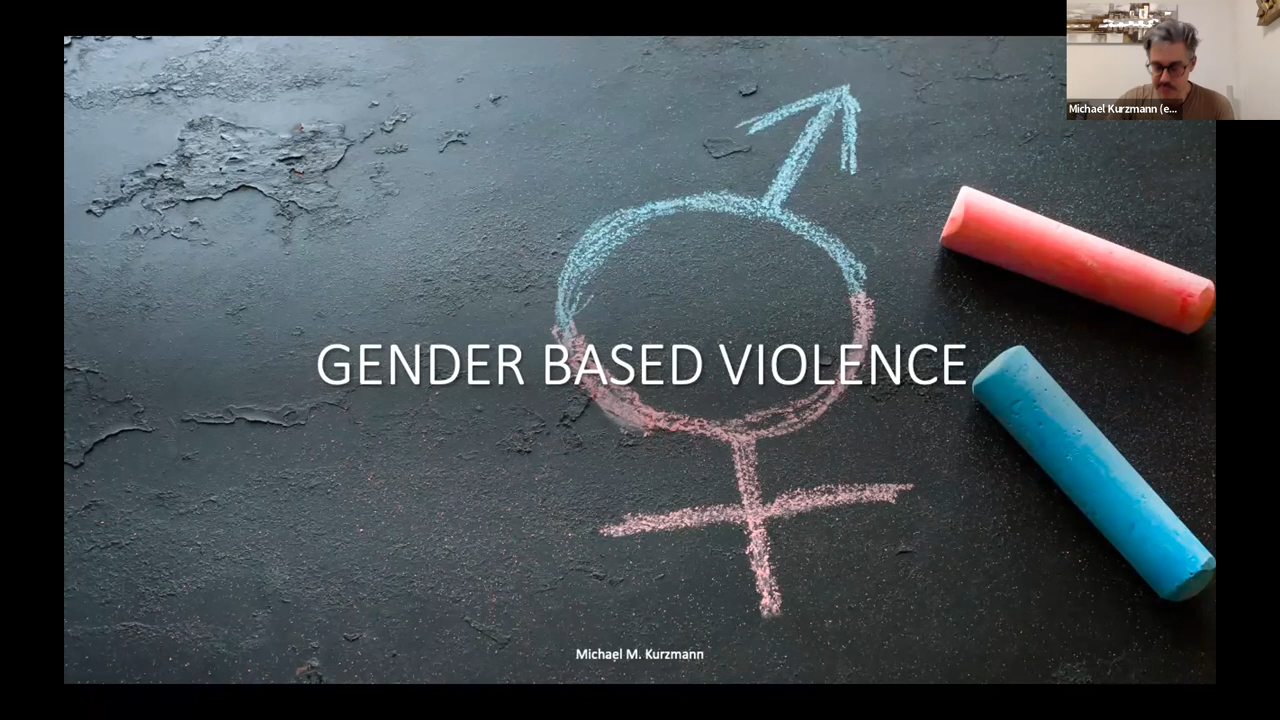 Michael Kurzmann (e...
GENDER BASED VIOLENCE
Michael M. Kurzmann